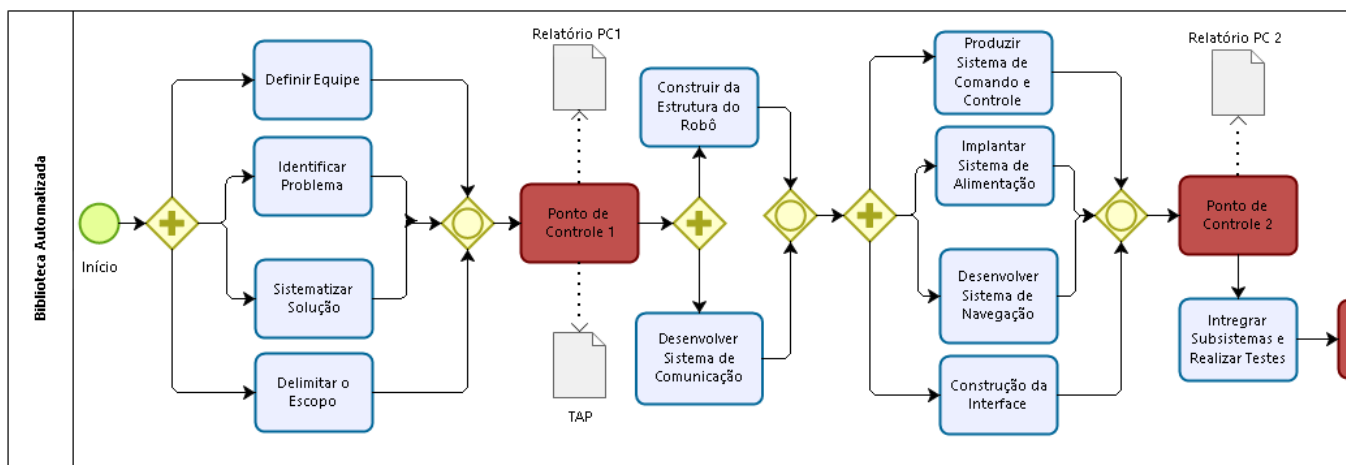 Biblioteca Automatizada
Início
Definir Equipe
Identificar
Problema
Sistematizar
Solução
Delimitar o
Escopo
Relatório PC1
Ponto de
Controle 1
TAP
Construir da
Estrutura do
Robô
Desenvolver
Sistema de
Comunicação
Produzir
Sistema de
Comando e
Controle
Implantar
Sistema de
Alimentação
Desenvolver
Sistema de
Navegação
Construção da
Interface
Relatório PC 2
Ponto de
Controle 2
Intregrar
Subsistemas e
Realizar Testes